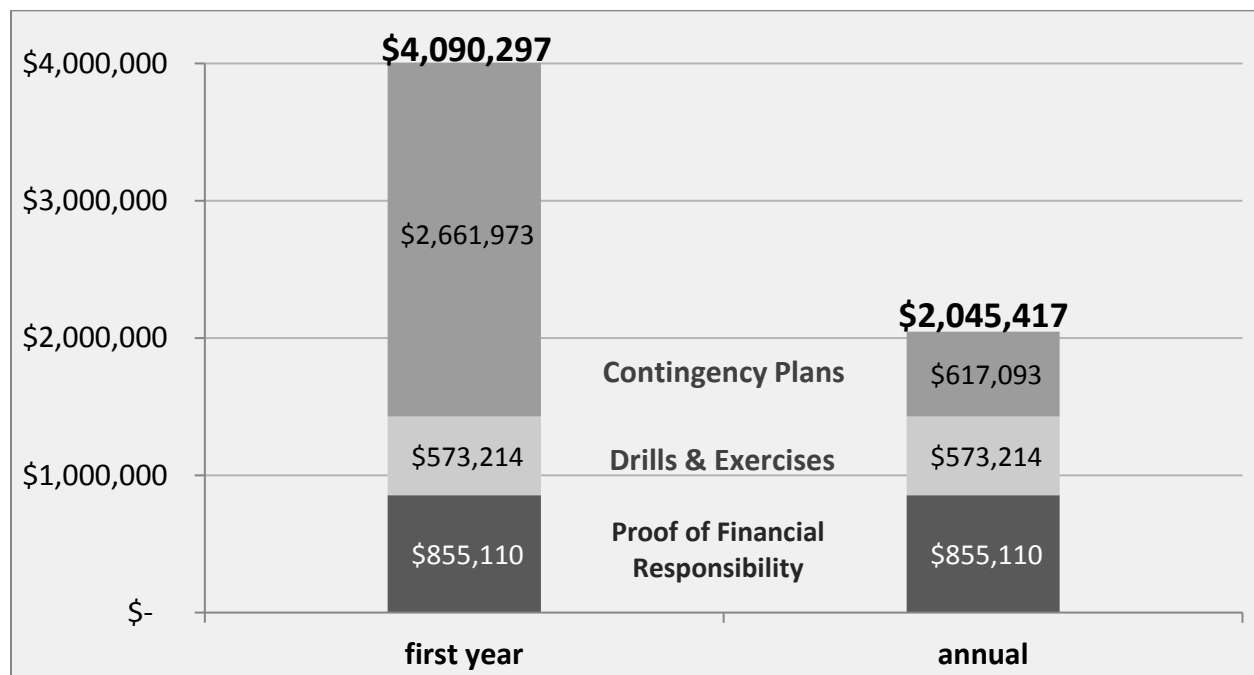 $4,090,297
$4,000,000
$3,000,000
$2,661,973
$2,045,417
$2,000,000
Contingency Plans
$617,093
$573,214
Drills & Exercises
$573,214
$1,000,000
Proof of Financial
Responsibility
$855,110
$855,110
$-
first year
annual